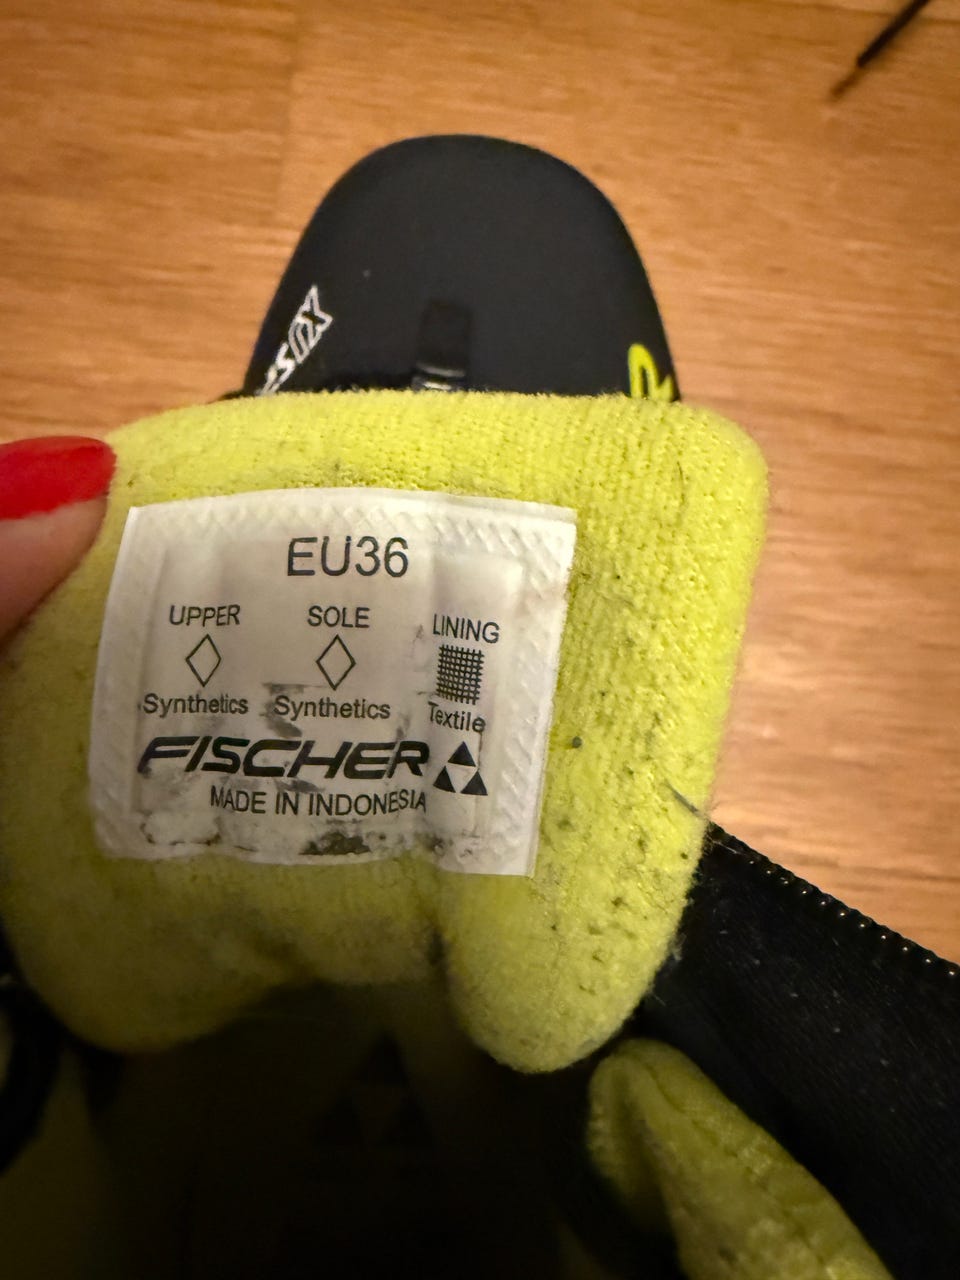 EU36
UPPER SOLE LINING
Synthetics Synthetics Textile
FISCHER
MADE IN INDONESIA